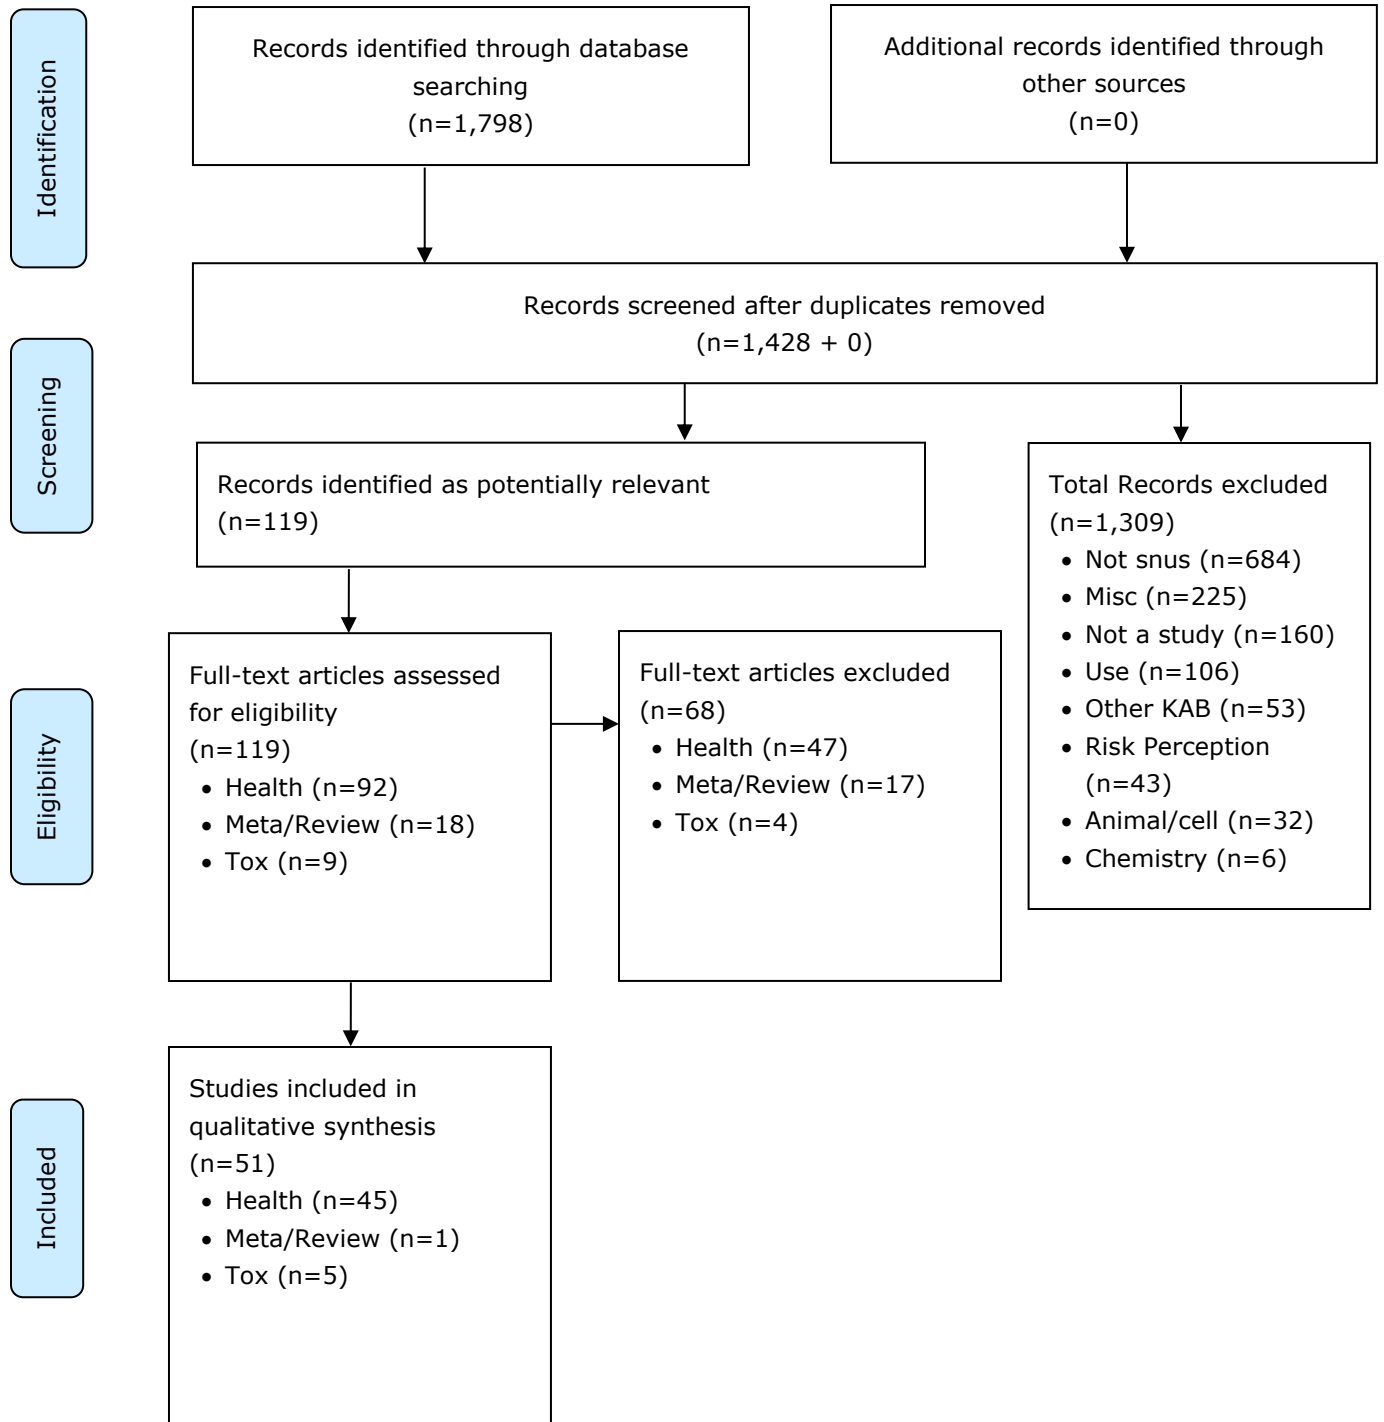 Identification
Records identified through database
searching
(n=1,798)
Additional records identified through
other sources
(n=0)
Records screened after duplicates removed
(n=1,428 + 0)
Screening
Records identified as potentially relevant
(n=119)
Total Records excluded
(n=1,309)
• Not snus (n=684)
• Misc (n=225)
• Not a study (n=160)
• Use (n=106)
• Other KAB (n=53)
• Risk Perception
(n=43)
• Animal/cell (n=32)
• Chemistry (n=6)
Eligibility
Full-text articles assessed
for eligibility
(n=119)
• Health (n=92)
• Meta/Review (n=18)
• Tox (n=9)
Full-text articles excluded
(n=68)
• Health (n=47)
• Meta/Review (n=17)
• Tox (n=4)
Included
Studies included in
qualitative synthesis
(n=51)
• Health (n=45)
• Meta/Review (n=1)
• Tox (n=5)